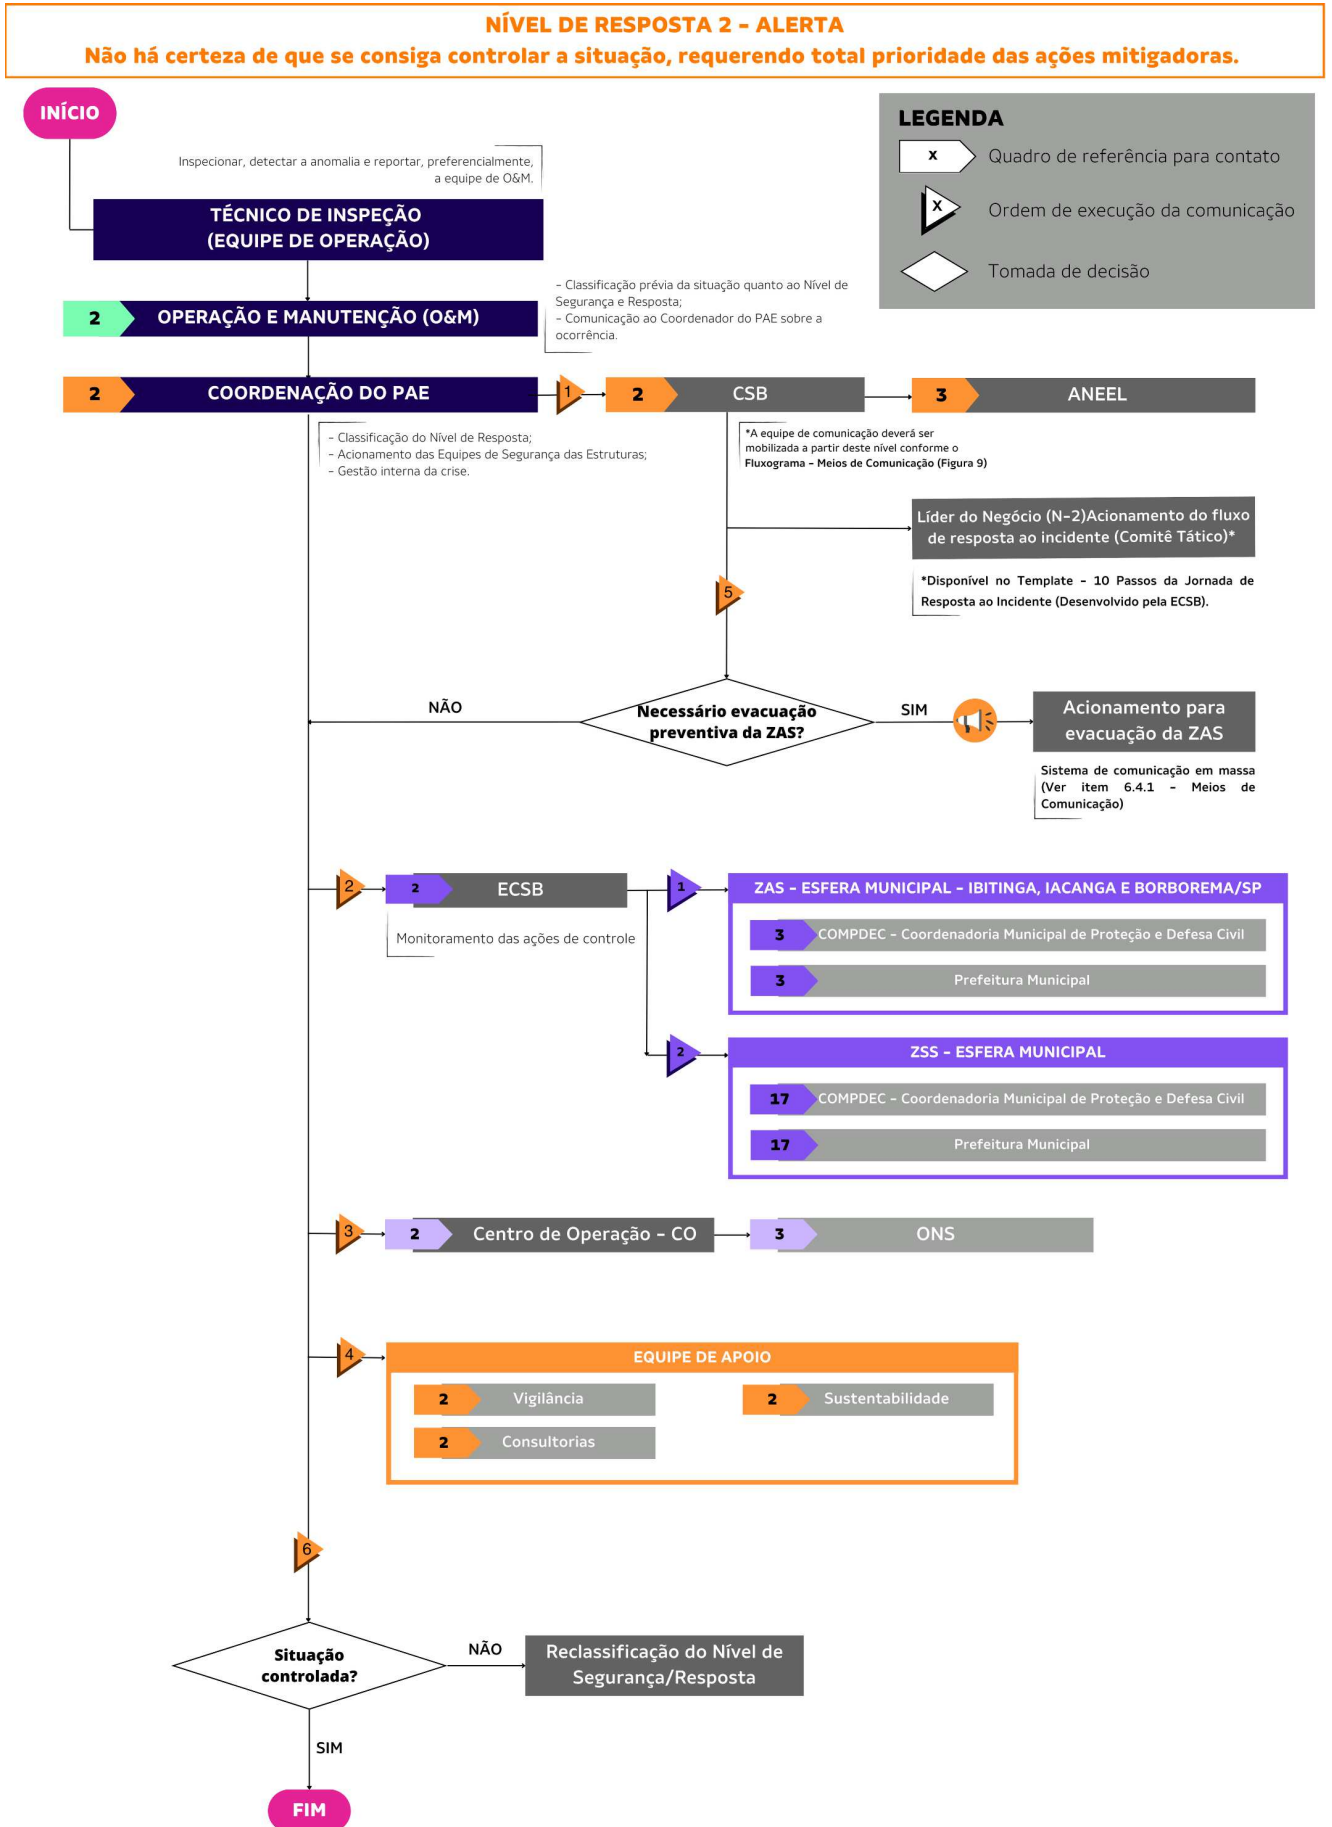 NÍVEL DE RESPOSTA 2 - ALERTA
Não há certeza de que se consiga controlar a situação, requerendo total prioridade das ações mitigadoras.
INÍCIO
LEGENDA
x
Quadro de referência para contato
X
Ordem de execução da comunicação
Tomada de decisão
Inspecionar, detectar a anomalia e reportar, preferencialmente,
a equipe de O&M.
TÉCNICO DE INSPEÇÃO
(EQUIPE DE OPERAÇÃO)
2
OPERAÇÃO E MANUTENÇÃO (O&M)
- Classificação prévia da situação quanto ao Nível de
Segurança e Resposta;
- Comunicação ao Coordenador do PAE sobre a
ocorrência.
2
COORDENAÇÃO DO PAE
1
2
CSB
3
ANEEL
- Classificação do Nível de Resposta;
- Acionamento das Equipes de Segurança das Estruturas;
- Gestão interna da crise.
*A equipe de comunicação deverá ser
mobilizada a partir deste nível conforme o
Fluxograma - Meios de Comunicação (Figura 9)
Líder do Negócio (N-2)Acionamento do fluxo
de resposta ao incidente (Comitê Tático)*
*Disponível no Template - 10 Passos da Jornada de
Resposta ao Incidente (Desenvolvido pela ECSB).
5
NÃO
Necessário evacuação
preventiva da ZAS?
SIM
Acionamento para
evacuação da ZAS
Sistema de comunicação em massa
(Ver item 6.4.1 - Meios de
Comunicação)
2
2
ECSB
Monitoramento das ações de controle
1
ZAS - ESFERA MUNICIPAL - IBITINGA, IACANGA E BORBOREMA/SP
3
COMPDEC - Coordenadoria Municipal de Proteção e Defesa Civil
3
Prefeitura Municipal
2
ZSS - ESFERA MUNICIPAL
17
COMPDEC - Coordenadoria Municipal de Proteção e Defesa Civil
17
Prefeitura Municipal
3
2
Centro de Operação - CO
3
ONS
4
EQUIPE DE APOIO
2
Vigilância
2
Sustentabilidade
2
Consultorias
6
Situação
controlada?
NÃO
Reclassificação do Nível de
Segurança/Resposta
SIM
FIM